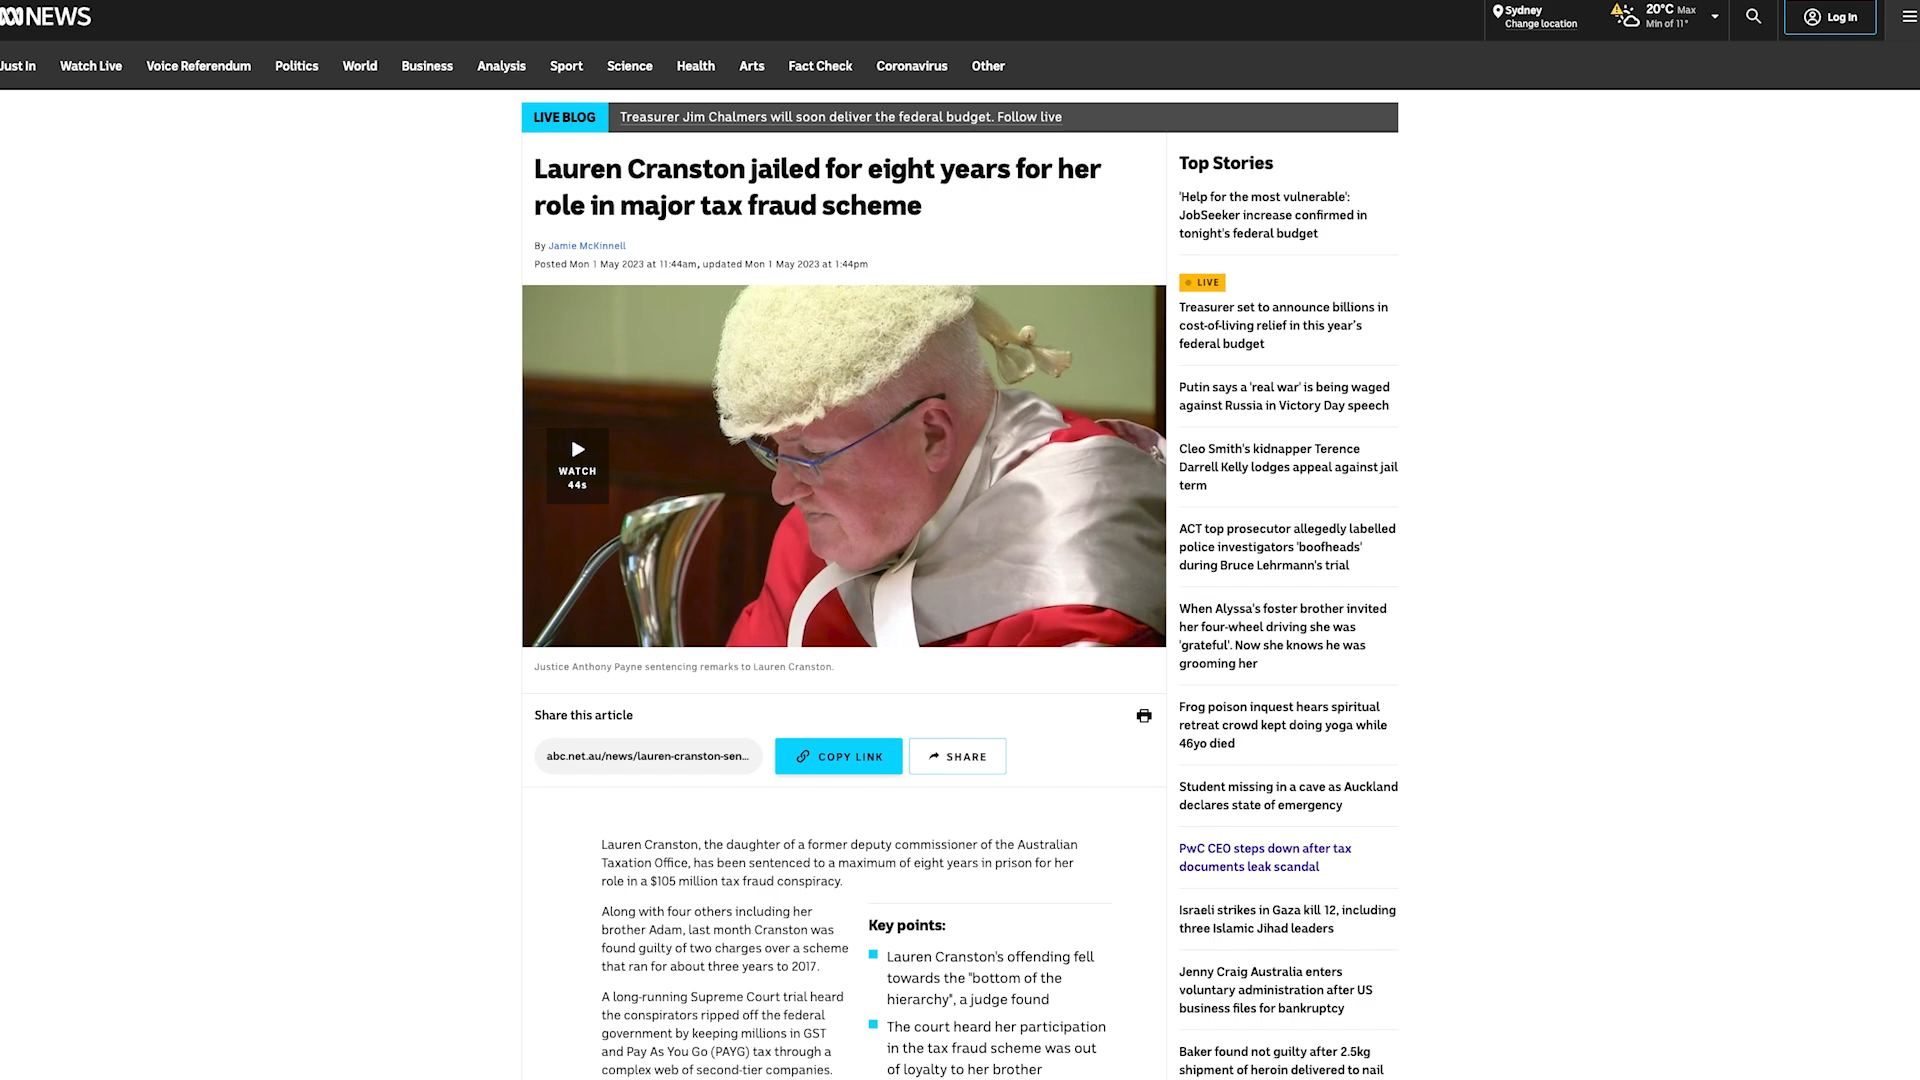 NEWS
Sydney
Change location
20°C Max
Min of 11°
Log In
Just In
Watch Live
Voice Referendum
Politics
World
Business
Analysis
Sport
Science
Health
Arts
Fact Check
Coronavirus
Other
LIVE BLOG
Treasurer Jim Chalmers will soon deliver the federal budget. Follow live
Lauren Cranston jailed for eight years for her
role in major tax fraud scheme
By Jamie McKinnell
Posted Mon 1 May 2023 at 11:44am, updated Mon 1 May 2023 at 1:44pm
WATCH
44s
Justice Anthony Payne sentencing remarks to Lauren Cranston.
Share this article
abc.net.au/news/lauren-cranston-sen...
COPY LINK
SHARE
Lauren Cranston, the daughter of a former deputy commissioner of the Australian
Taxation Office, has been sentenced to a maximum of eight years in prison for her
role in a $105 million tax fraud conspiracy.
Along with four others including her
brother Adam, last month Cranston was
found guilty of two charges over a scheme
that ran for about three years to 2017.
A long-running Supreme Court trial heard
the conspirators ripped off the federal
government by keeping millions in GST
and Pay As You Go (PAYG) tax through a
complex web of second-tier companies.
Key points:
Lauren Cranston's offending fell
towards the "bottom of the
hierarchy", a judge found
The court heard her participation
in the tax fraud scheme was out
of loyalty to her brother
Top Stories
'Help for the most vulnerable':
JobSeeker increase confirmed in
tonight's federal budget
LIVE
Treasurer set to announce billions in
cost-of-living relief in this year's
federal budget
Putin says a 'real war' is being waged
against Russia in Victory Day speech
Cleo Smith's kidnapper Terence
Darrell Kelly lodges appeal against jail
term
ACT top prosecutor allegedly labelled
police investigators 'boofheads'
during Bruce Lehrmann's trial
When Alyssa's foster brother invited
her four-wheel driving she was
'grateful'. Now she knows he was
grooming her
Frog poison inquest hears spiritual
retreat crowd kept doing yoga while
46yo died
Student missing in a cave as Auckland
declares state of emergency
PwC CEO steps down after tax
documents leak scandal
Israeli strikes in Gaza kill 12, including
three Islamic Jihad leaders
Jenny Craig Australia enters
voluntary administration after US
business files for bankruptcy
Baker found not guilty after 2.5kg
shipment of heroin delivered to nail